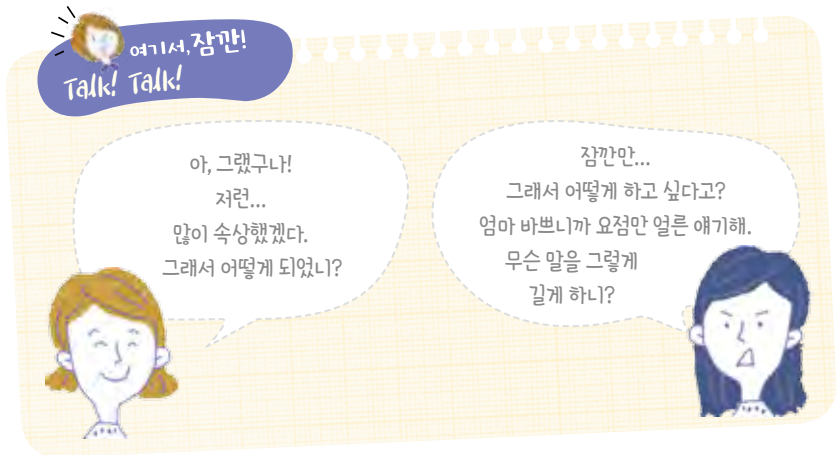 여기서, 잠깐!
Talk! Talk!
아, 그랬구나!
저런...
많이 속상했겠다.
그래서 어떻게 되었니?
잠깐만...
그래서 어떻게 하고 싶다고?
엄마 바쁘니까 요점만 얼른 얘기해.
무슨 말을 그렇게
길게 하니?